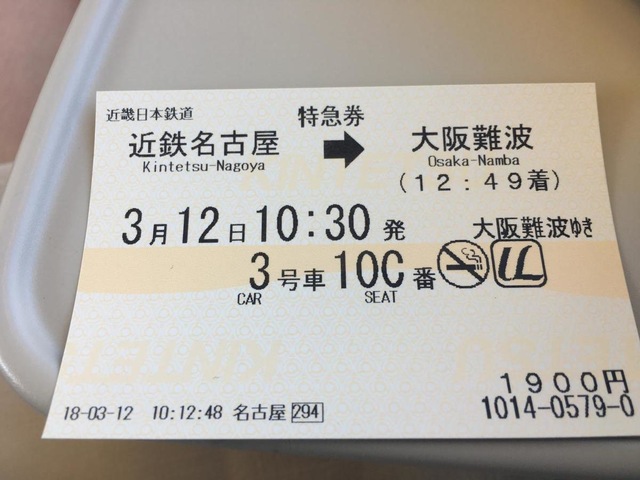 近畿日本鉄道
特急券
近鉄名古屋 ➡ 大阪難波
Kintetsu-Nagoya Osaka-Namba
(12:49着)
3月12日10:30発 大阪難波ゆき
3号車10C番
CAR SEAT
1900円
18-03-12 10:12:48 名古屋294 1014-0579-0